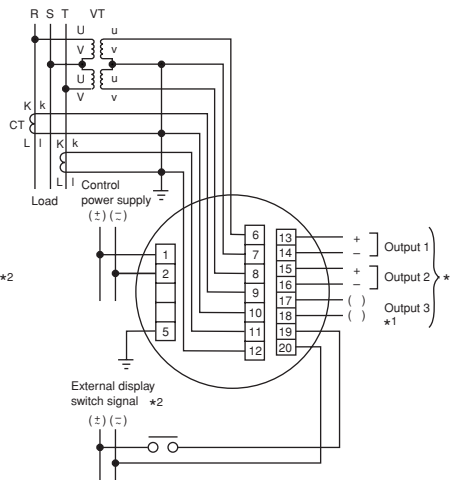 R S T VT
U u
V v
U u
V v
K k
CT
L l
K k
L l
Load
Control
power supply
(±) (–)
*2
1
2
5
6
7
8
9
10
11
12
13
14
15
16
17
18
19
20
+
–
Output 1
+
–
Output 2
( )
( )
Output 3
*1
*
External display
switch signal *2
(±) (–)